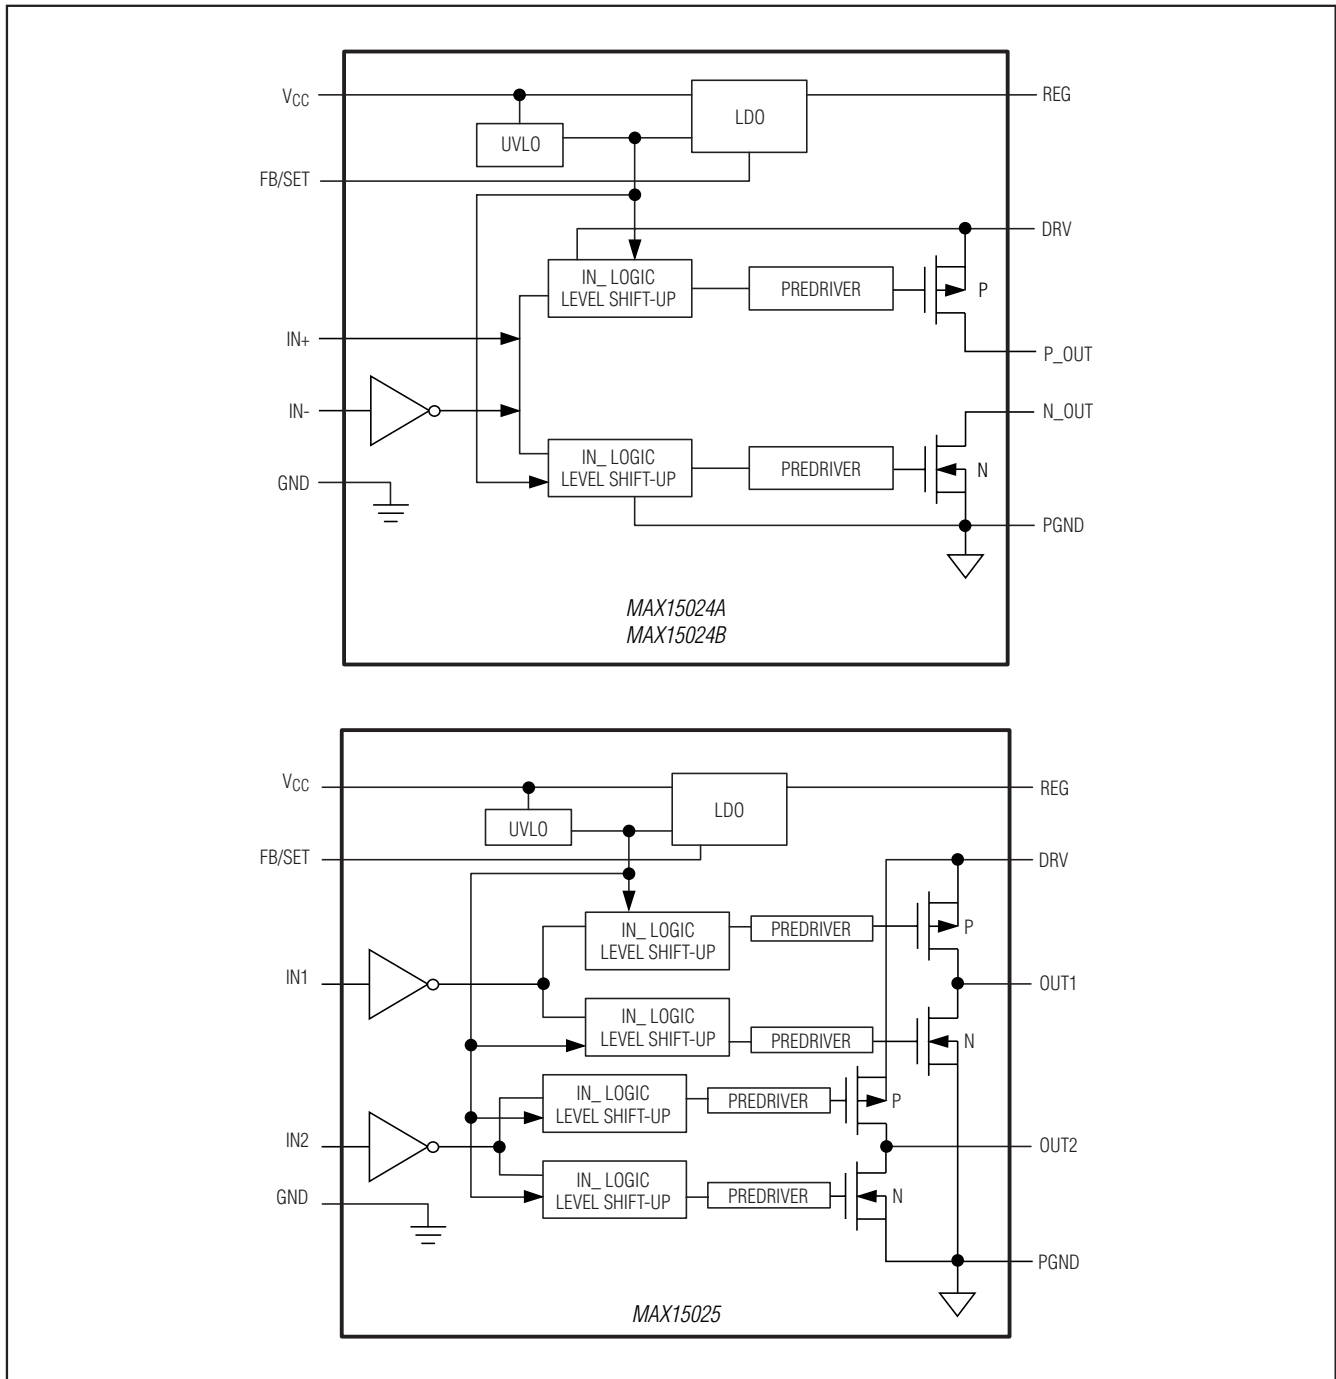 VCC
REG
LDO
UVLO
FB/SET
DRV
IN_ LOGIC
LEVEL SHIFT-UP
PREDRIVER
P
IN+
P_OUT
IN-
N_OUT
IN_ LOGIC
LEVEL SHIFT-UP
PREDRIVER
N
GND
PGND
MAX15024A
MAX15024B
VCC
REG
LDO
UVLO
FB/SET
DRV
IN_ LOGIC
LEVEL SHIFT-UP
PREDRIVER
P
IN1
OUT1
IN_ LOGIC
LEVEL SHIFT-UP
PREDRIVER
N
IN_ LOGIC
LEVEL SHIFT-UP
PREDRIVER
P
IN2
OUT2
IN_ LOGIC
LEVEL SHIFT-UP
PREDRIVER
N
GND
PGND
MAX15025